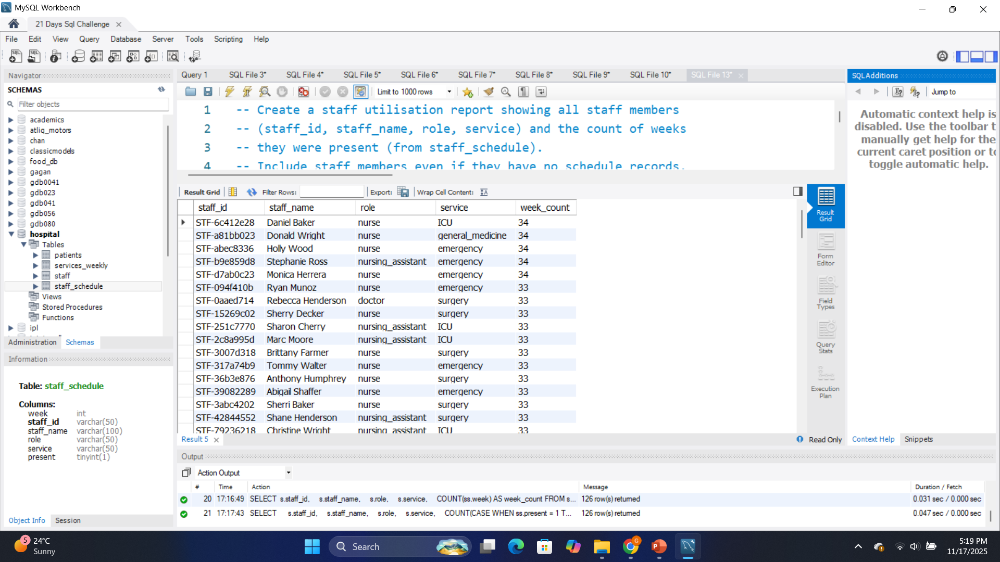 MySQL Workbench
21 Days Sql Challenge
File Edit View Query Database Server Tools Scripting Help
Navigator
SCHEMAS
Filter objects
academics
atliq_motors
chan
classicmodels
food_db
gagan
gdb0041
gdb023
gdb041
gdb056
gdb080
hospital
Tables
patients
services_weekly
staff
staff_schedule
Views
Stored Procedures
Functions
ipl
Administration Schemas
Information
Table: staff_schedule
Columns:
week int
staff_id varchar(50)
staff_name varchar(100)
role varchar(50)
service varchar(50)
present tinyint(1)
Object Info Session
Query 1 SQL File 3* SQL File 4* SQL File 5* SQL File 6* SQL File 7* SQL File 8* SQL File 9* SQL File 10* SQL File 13*
Limit to 1000 rows
1 -- Create a staff utilisation report showing all staff members
2 -- (staff_id, staff_name, role, service) and the count of weeks
3 -- they were present (from staff_schedule).
4 -- Include staff members even if they have no schedule records.
Result Grid Filter Rows: Export: Wrap Cell Content:
staff_id staff_name role service week_count
STF-6c412e28 Daniel Baker nurse ICU 34
STF-a81bb023 Donald Wright nurse general_medicine 34
STF-abec8336 Holly Wood nurse emergency 34
STF-b9e859d8 Stephanie Ross nursing_assistant emergency 34
STF-d7ab0c23 Monica Herrera nurse emergency 34
STF-094f410b Ryan Munoz nurse emergency 33
STF-0aaed714 Rebecca Henderson doctor surgery 33
STF-15269c02 Sherry Decker nurse surgery 33
STF-251c7770 Sharon Cherry nursing_assistant ICU 33
STF-2c8a995d Marc Moore nursing_assistant ICU 33
STF-3007d318 Brittany Farmer nurse surgery 33
STF-317a74b9 Tommy Walter nurse emergency 33
STF-36b3e876 Anthony Humphrey nurse surgery 33
STF-39082289 Abigail Shaffer nurse emergency 33
STF-3abc4202 Sherri Baker nurse surgery 33
STF-42844552 Shane Henderson nursing_assistant surgery 33
STF-79236218 Christine Wright nursing_assistant ICU 33
Result 5
Read Only
Result Grid
Form Editor
Field Types
Query Stats
Execution Plan
Output
Action Output
# Time Action Message Duration / Fetch
20 17:16:49 SELECT s.staff_id, s.staff_name, s.role, s.service, COUNT(ss.week) AS week_count FROM s... 126 row(s) returned 0.031 sec / 0.000 sec
21 17:17:43 SELECT s.staff_id, s.staff_name, s.role, s.service, COUNT(CASE WHEN ss.present = 1 T... 126 row(s) returned 0.047 sec / 0.000 sec
SQLAdditions
Jump to
Automatic context help is
disabled. Use the toolbar t
manually get help for the
current caret position or to
toggle automatic help.
Context Help Snippets
5
24°C
Sunny
Search
5:19 PM
11/17/2025